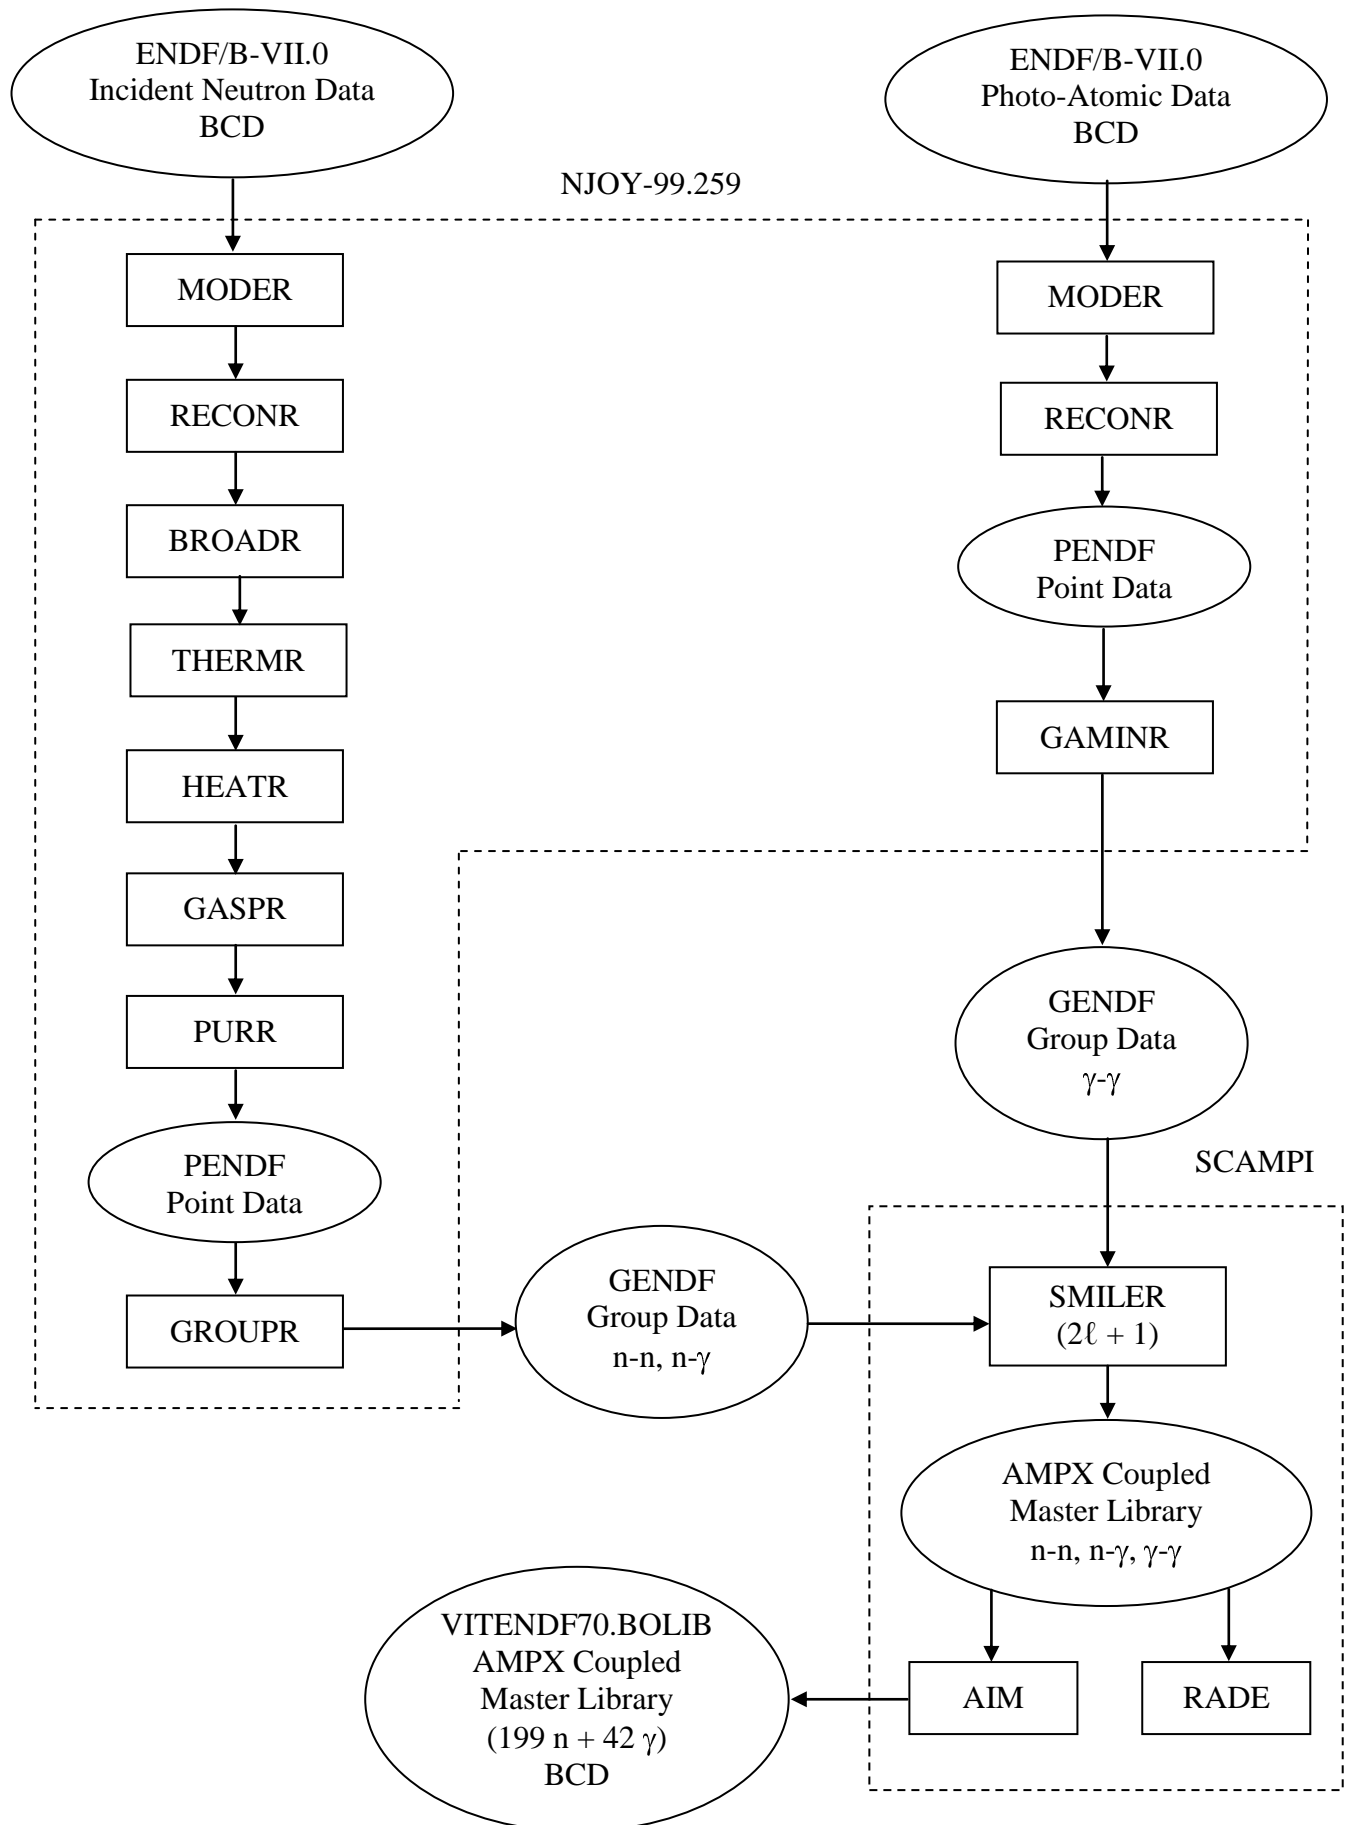 ENDF/B-VII.0
Incident Neutron Data
BCD
ENDF/B-VII.0
Photo-Atomic Data
BCD
NJOY-99.259
MODER
RECONR
BROADR
THERMR
HEATR
GASPR
PURR
PENDF
Point Data
GROUPR
MODER
RECONR
PENDF
Point Data
GAMINR
GENDF
Group Data
γ-γ
SCAMPI
GENDF
Group Data
n-n, n-γ
SMILER
(2ℓ + 1)
AMPX Coupled
Master Library
n-n, n-γ, γ-γ
AIM
RADE
VITENDF70.BOLIB
AMPX Coupled
Master Library
(199 n + 42 γ)
BCD